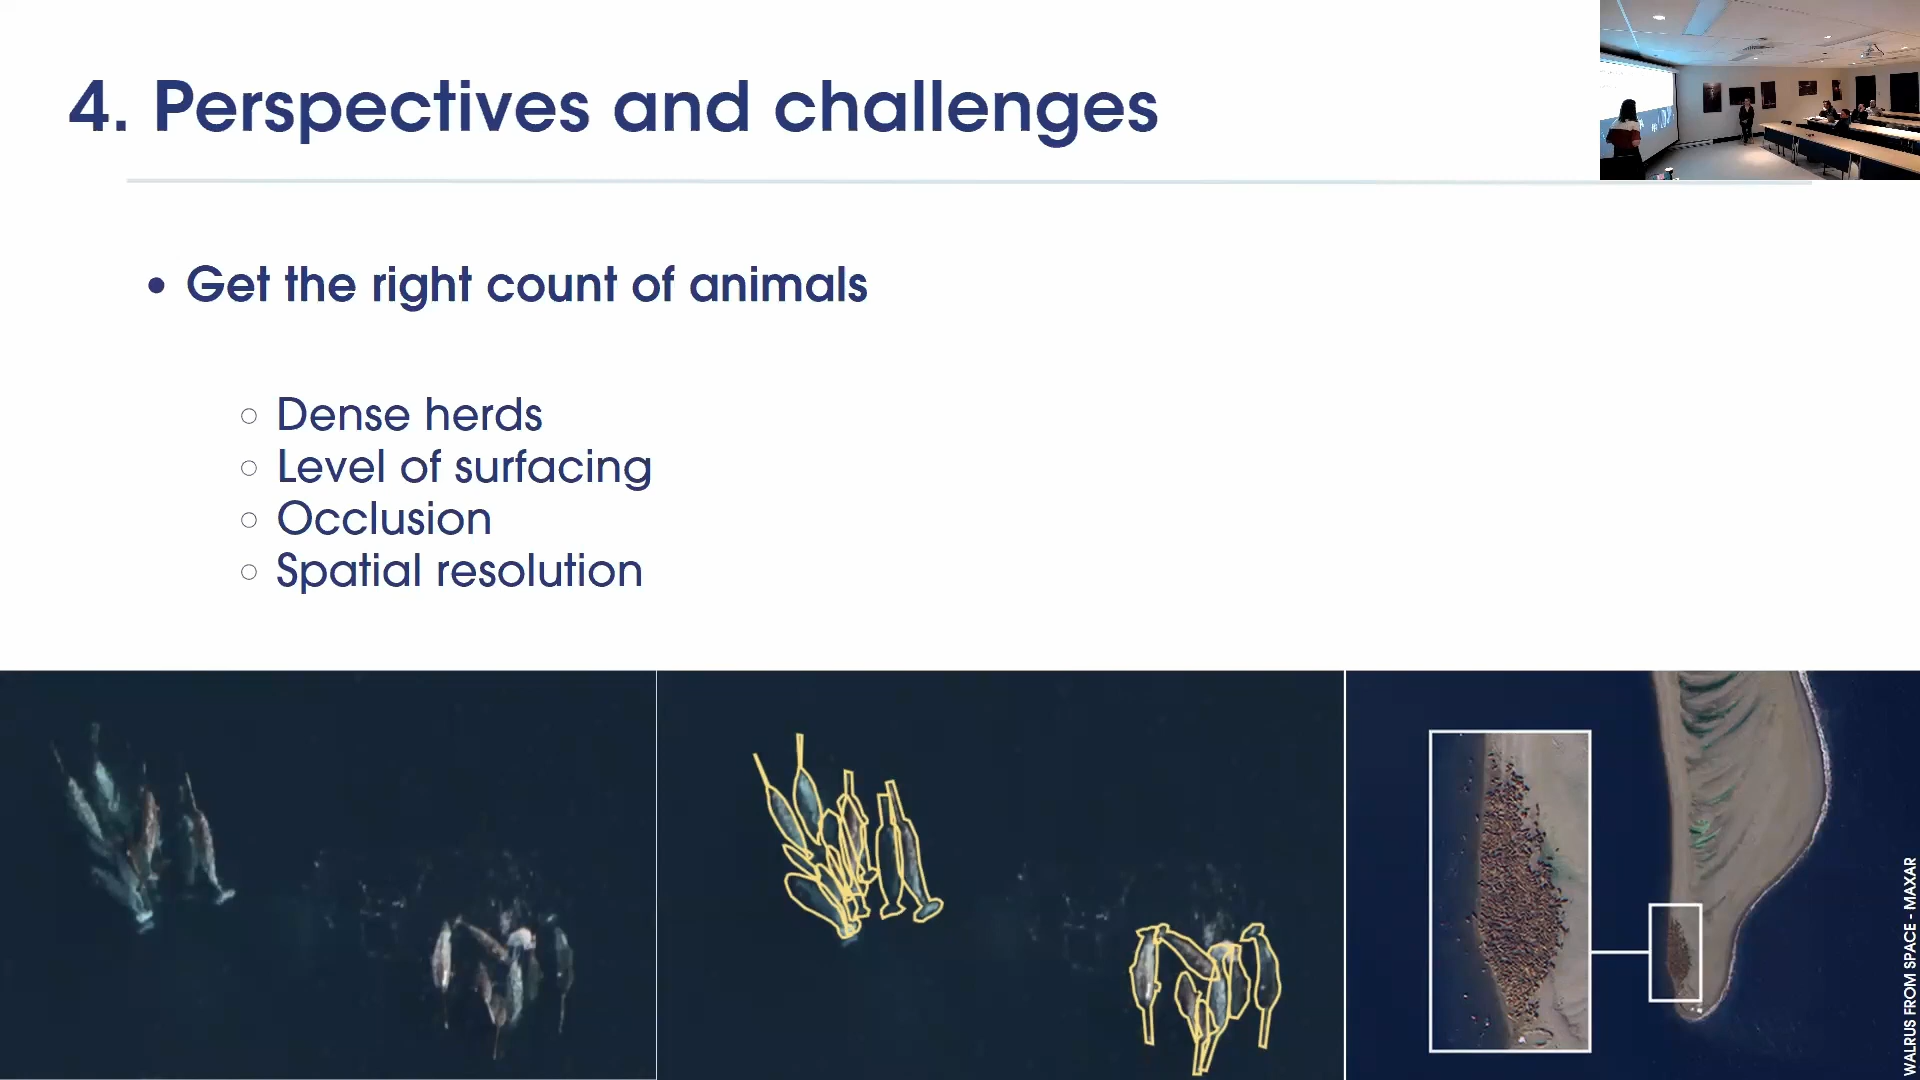 4. Perspectives and challenges
• Get the right count of animals
○ Dense herds
○ Level of surfacing
○ Occlusion
○ Spatial resolution
WALRUS FROM SPACE - MAXAR